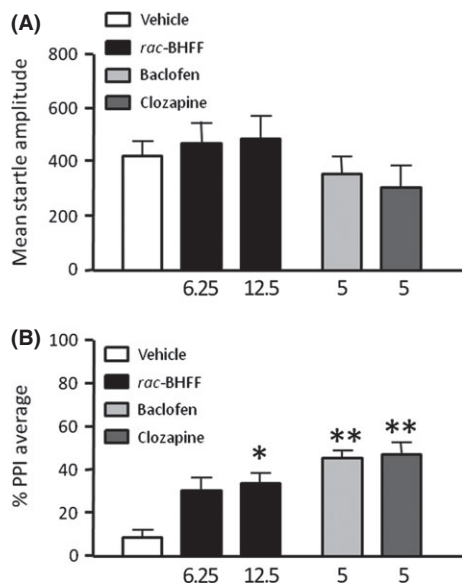 (A)
Vehicle
rac-BHFF
Baclofen
Clozapine
Mean startle amplitude
800
600
400
200
0
6.25 12.5 5 5
(B)
Vehicle
rac-BHFF
Baclofen
Clozapine
% PPI average
100
80
60
40
20
0
* ** **
6.25 12.5 5 5